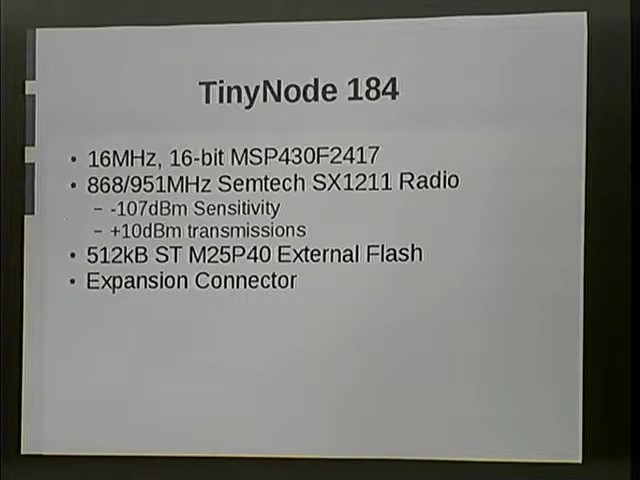 TinyNode 184
• 16MHz, 16-bit MSP430F2417
• 868/951MHz Semtech SX1211 Radio
– -107dBm Sensitivity
– +10dBm transmissions
• 512kB ST M25P40 External Flash
• Expansion Connector